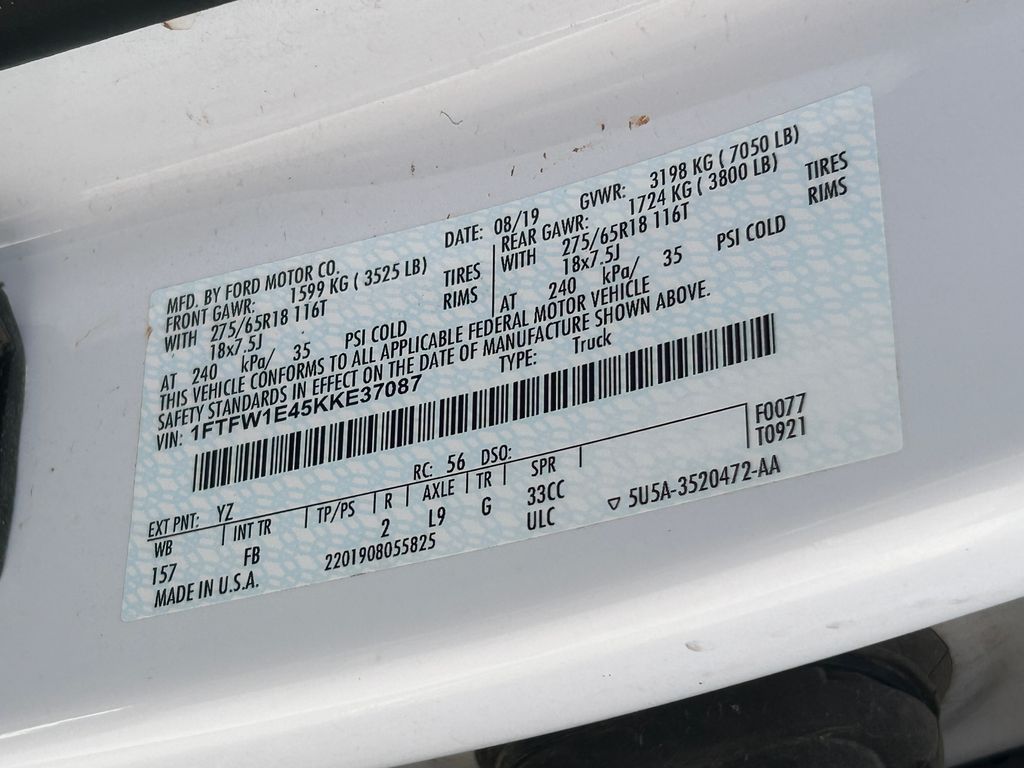 MFD. BY FORD MOTOR CO.
DATE: 08/19
GVWR: 3198 KG ( 7050 LB)
FRONT GAWR: 1599 KG ( 3525 LB)
WITH 275/65R18 116T TIRES
18x7.5J RIMS
AT 240 kPa/ 35 PSI COLD
REAR GAWR: 1724 KG ( 3800 LB)
WITH 275/65R18 116T TIRES
18x7.5J RIMS
AT 240 kPa/ 35 PSI COLD
THIS VEHICLE CONFORMS TO ALL APPLICABLE FEDERAL MOTOR VEHICLE
SAFETY STANDARDS IN EFFECT ON THE DATE OF MANUFACTURE SHOWN ABOVE.
VIN: 1FTFW1E45KKE37087 TYPE: Truck
F0077
T0921
EXT PNT: YZ RC: 56 DSO:
WB INT TR TP/PS R AXLE TR SPR
157 FB 2 L9 G 33CC
ULC
MADE IN U.S.A. 2201908055825
▽ 5U5A-3520472-AA